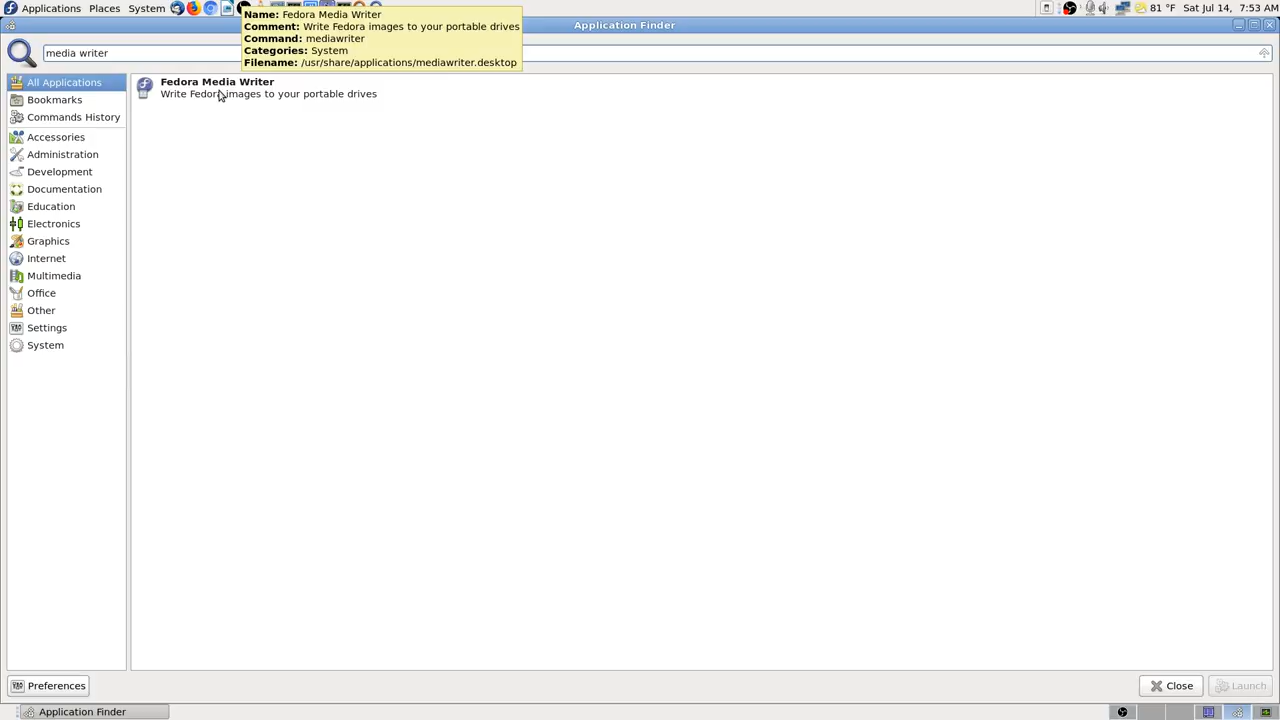 Applications Places System
81 °F Sat Jul 14, 7:53 AM
Name: Fedora Media Writer
Comment: Write Fedora images to your portable drives
Command: mediawriter
Categories: System
Filename: /usr/share/applications/mediawriter.desktop
Application Finder
media writer
All Applications
Bookmarks
Commands History
Accessories
Administration
Development
Documentation
Education
Electronics
Graphics
Internet
Multimedia
Office
Other
Settings
System
Fedora Media Writer
Write Fedora images to your portable drives
Preferences
Close
Launch
Application Finder